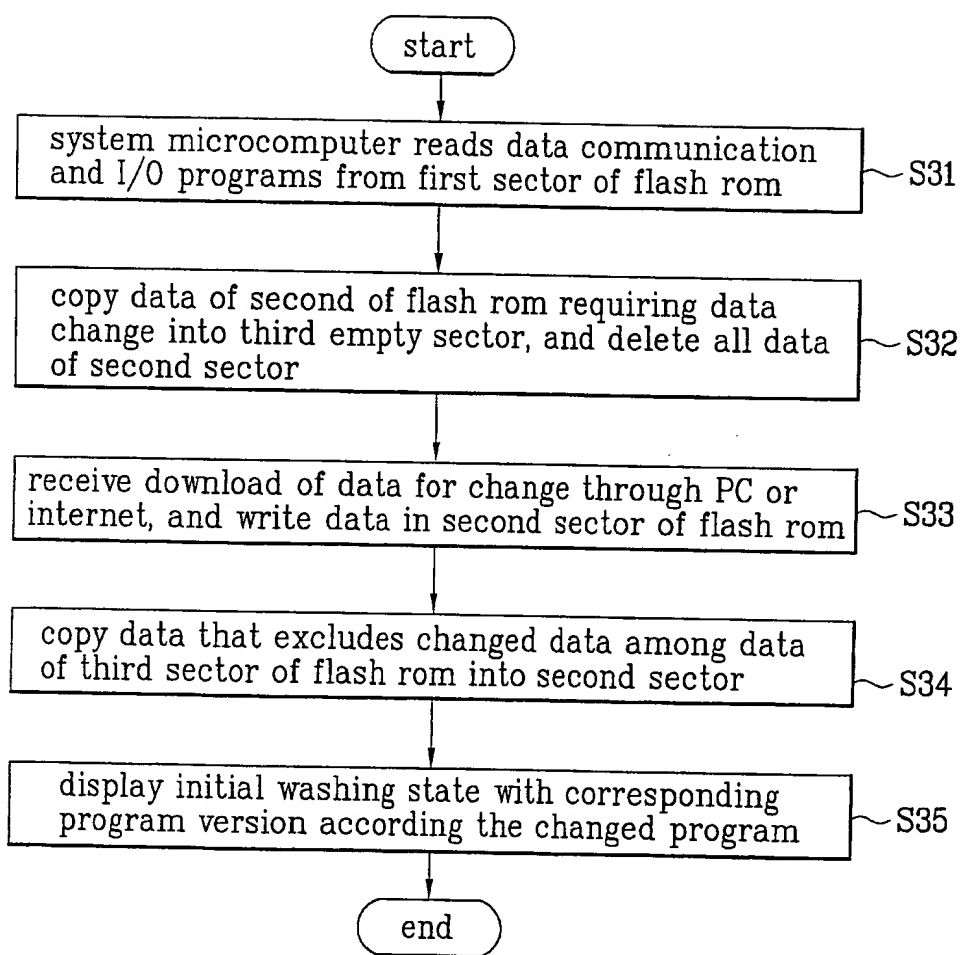 start
system microcomputer reads data communication
and I/O programs from first sector of flash rom
S31
copy data of second of flash rom requiring data
change into third empty sector, and delete all data
of second sector
S32
receive download of data for change through PC or
internet, and write data in second sector of flash rom
S33
copy data that excludes changed data among data
of third sector of flash rom into second sector
S34
display initial washing state with corresponding
program version according the changed program
S35
end